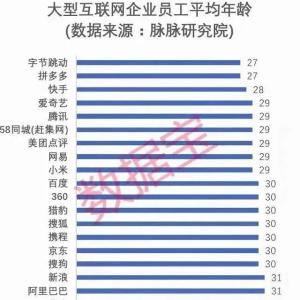 大型互联网企业员工平均年龄
(数据来源：脉脉研究院)
字节跳动 27
拼多多 27
快手 28
爱奇艺 29
腾讯 29
58同城(赶集网) 29
美团点评 29
网易 29
小米 29
百度 30
360 30
猎豹 30
搜狐 30
携程 30
京东 30
搜狗 30
新浪 31
阿里巴巴 31
数据宝